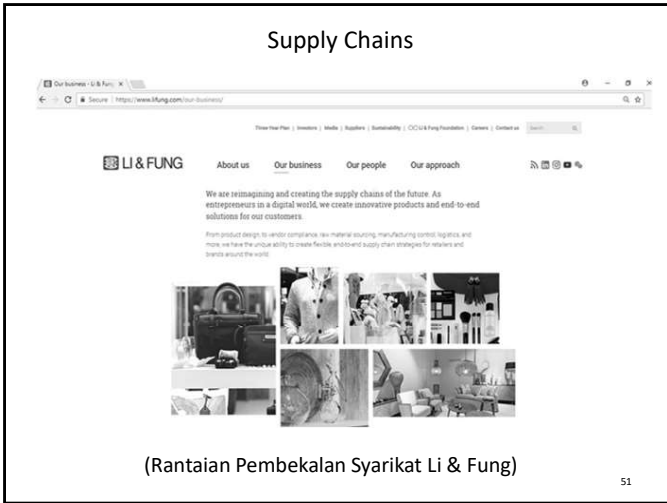 Supply Chains
Our business - Li & Fung
Secure | https://www.lifung.com/our-business/
Three-Year Plan | Investors | Media | Suppliers | Sustainability | Li & Fung Foundation | Careers | Contact us Search
LI & FUNG About us Our business Our people Our approach
We are reimagining and creating the supply chains of the future. As
entrepreneurs in a digital world, we create innovative products and end-to-end
solutions for our customers.
From product design, to vendor compliance, raw material sourcing, manufacturing control, logistics, and
more, we have the unique ability to create flexible, end-to-end supply chain strategies for retailers and
brands around the world.
(Rantaian Pembekalan Syarikat Li & Fung)
51